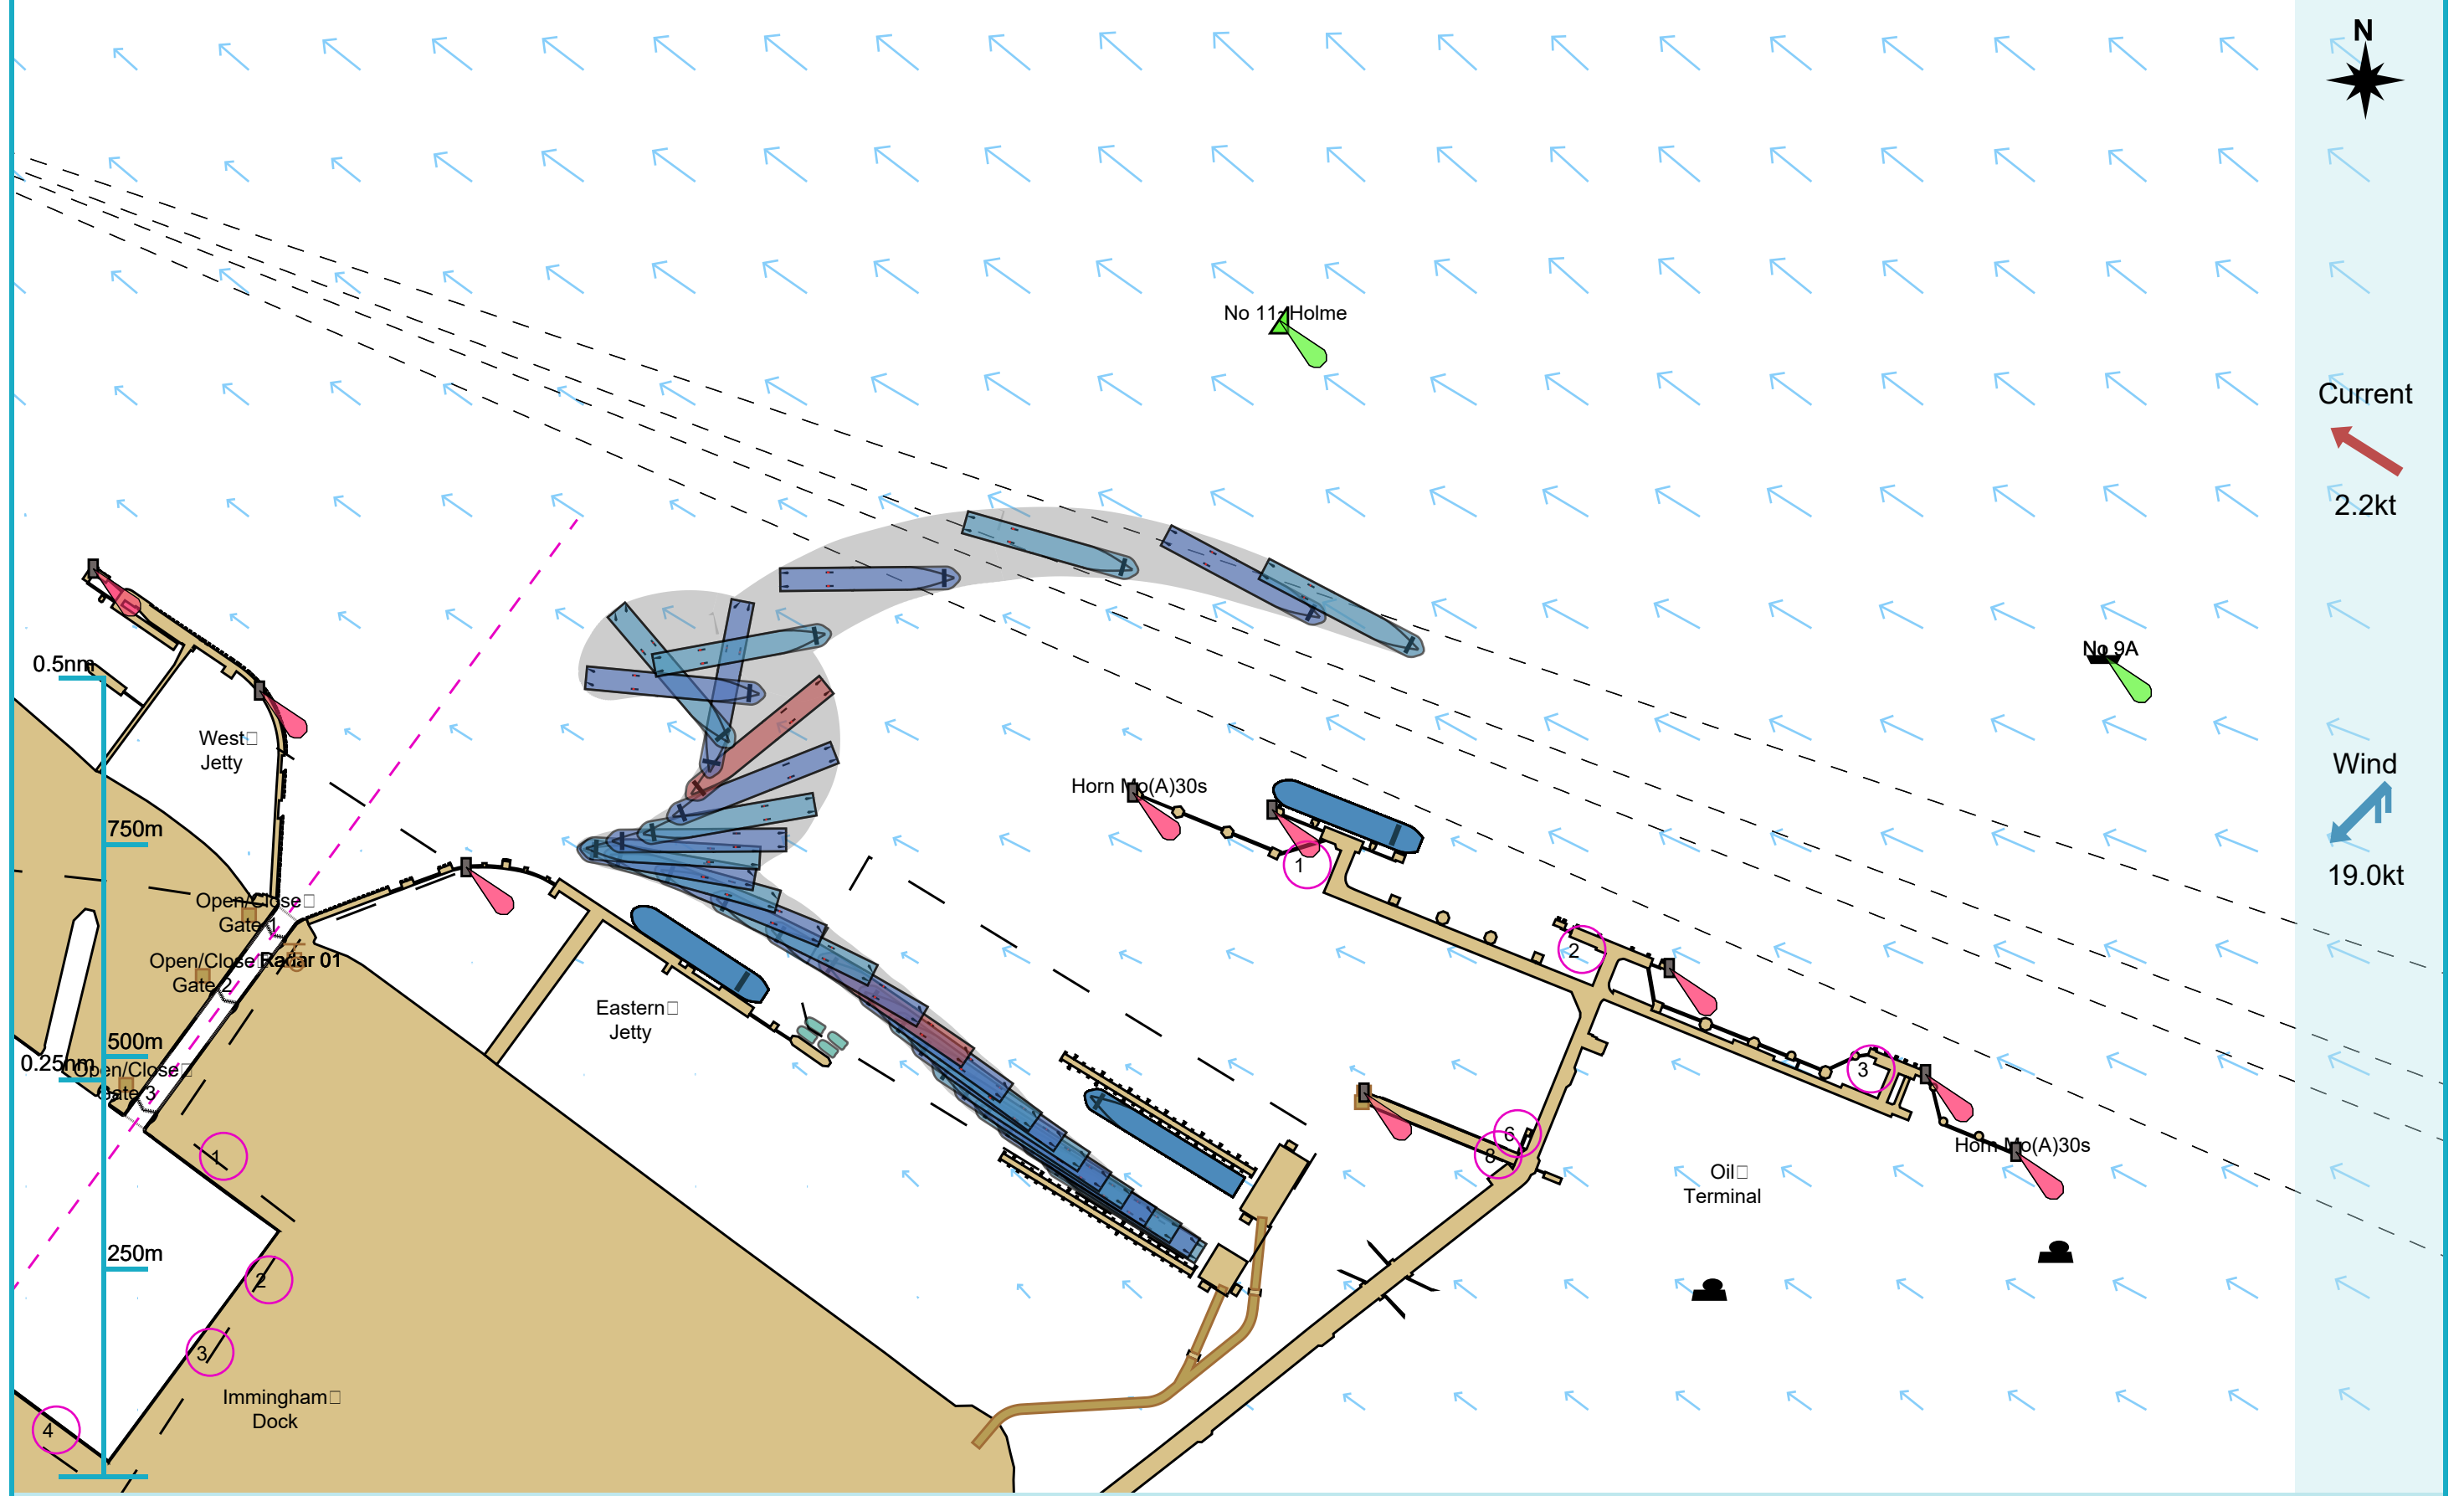 N
No 11a Holme
Current
2.2kt
No 9A
0.5nm
West
Jetty
Wind
19.0kt
Horn Mo(A)30s
750m
1
Open/Close
Gate 1
2
Open/Close
Radar 01
Gate 2
Eastern
Jetty
500m
0.25nm
Open/Close
Gate 3
3
6
8
Horn Mo(A)30s
1
Oil
Terminal
250m
2
3
Immingham
Dock
4